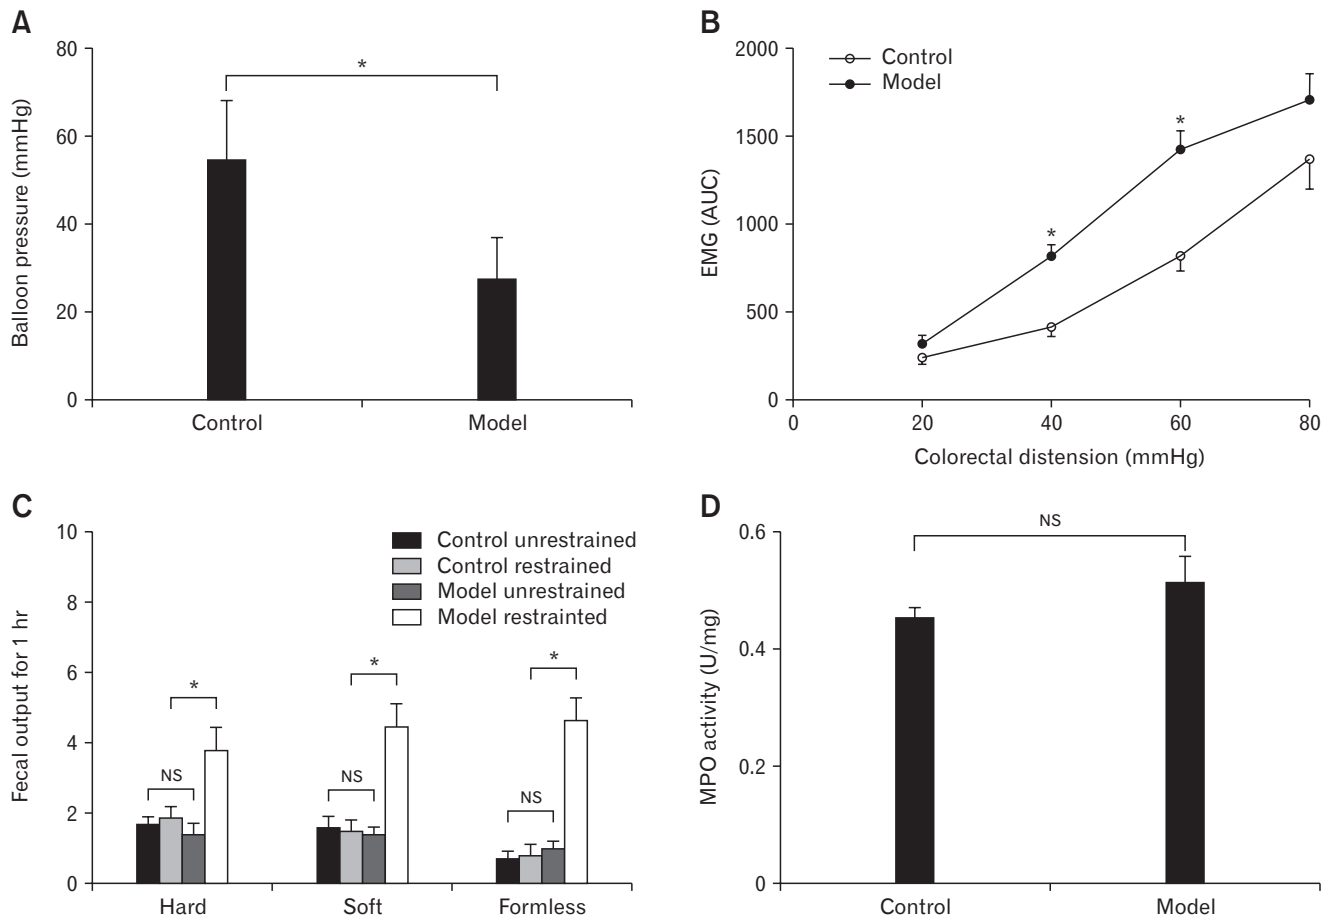 A
80
60
40
20
0
Balloon pressure (mmHg)
*
Control
Model
B
2000
1500
1000
500
0
EMG (AUC)
Control
Model
*
*
0
20
40
60
80
Colorectal distension (mmHg)
C
10
8
6
4
2
0
Fecal output for 1 hr
Control unrestrained
Control restrained
Model unrestrained
Model restrainted
NS
*
NS
*
NS
*
Hard
Soft
Formless
D
0.6
0.4
0.2
0
MPO activity (U/mg)
NS
Control
Model